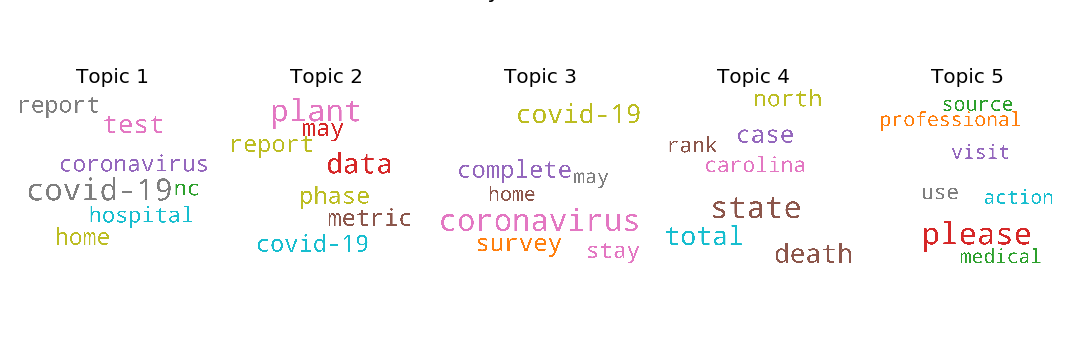 Topic 1
report
test
coronavirus
covid-19
nc
hospital
home
Topic 2
plant
may
report
data
phase
metric
covid-19
Topic 3
covid-19
complete
may
home
coronavirus
survey
stay
Topic 4
north
case
rank
carolina
state
total
death
Topic 5
source
professional
visit
use
action
please
medical